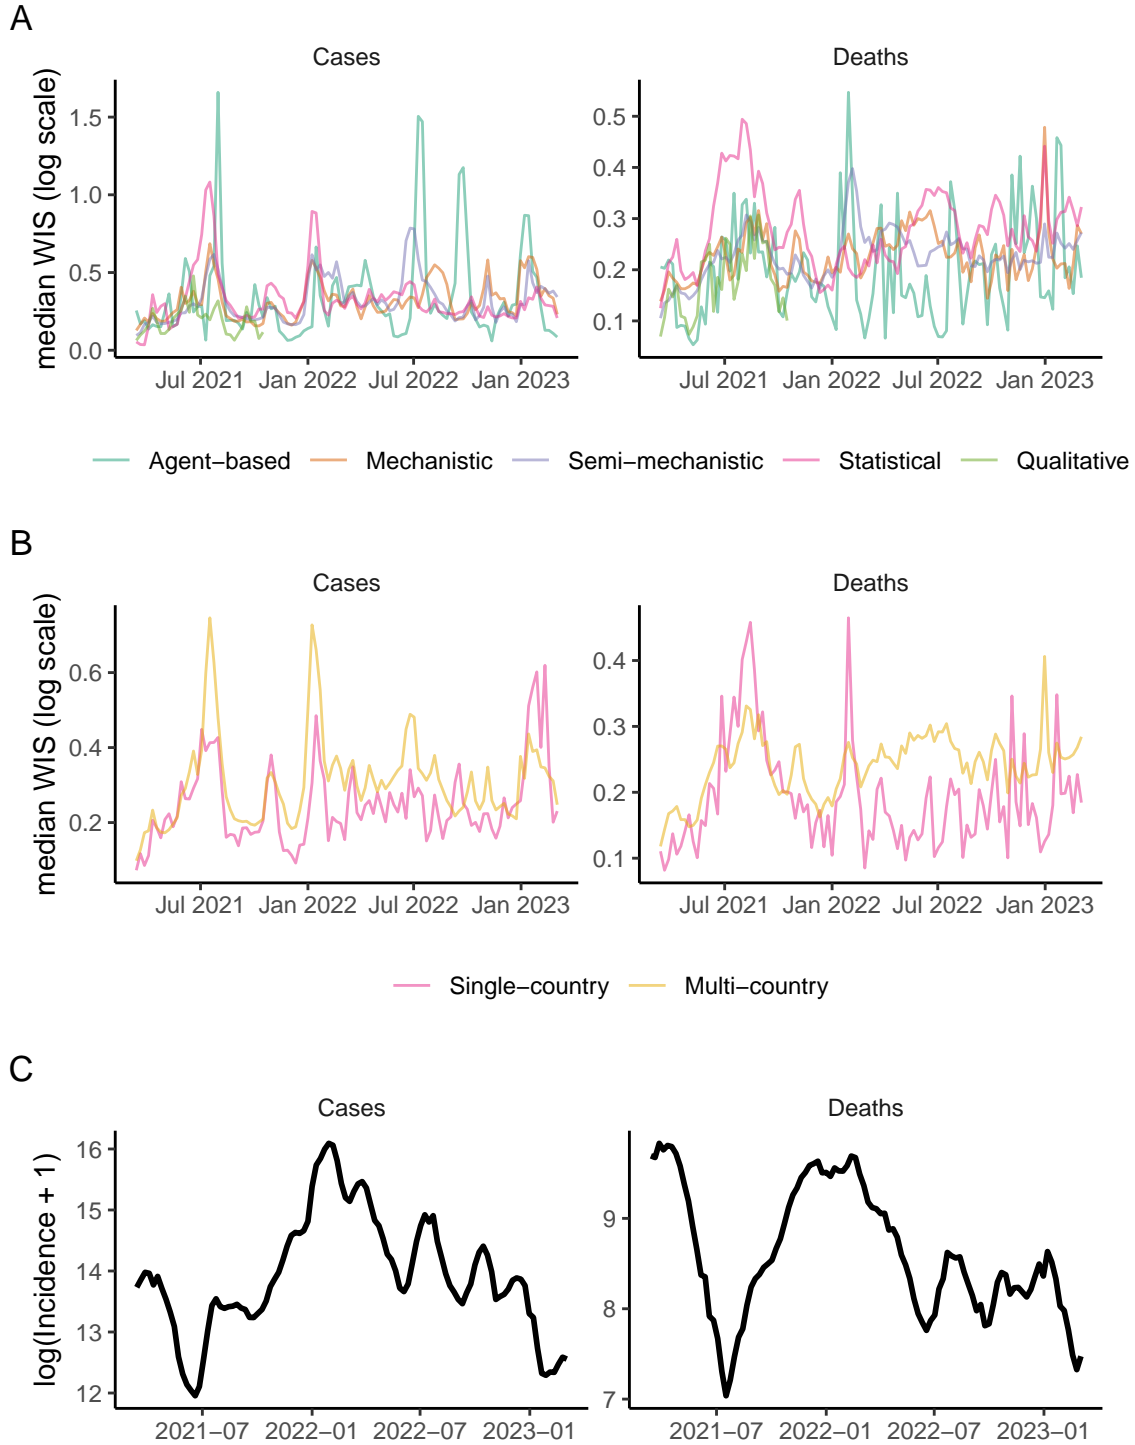 A
Cases Deaths
median WIS (log scale)
1.5
1.0
0.5
0.0
0.5
0.4
0.3
0.2
0.1
Jul 2021 Jan 2022 Jul 2022 Jan 2023 Jul 2021 Jan 2022 Jul 2022 Jan 2023
Agent−based Mechanistic Semi−mechanistic Statistical Qualitative
B
Cases Deaths
median WIS (log scale)
0.6
0.4
0.2
0.4
0.3
0.2
0.1
Jul 2021 Jan 2022 Jul 2022 Jan 2023 Jul 2021 Jan 2022 Jul 2022 Jan 2023
Single−country Multi−country
C
Cases Deaths
log(Incidence + 1)
16
15
14
13
12
9
8
7
2021−07 2022−01 2022−07 2023−01 2021−07 2022−01 2022−07 2023−01